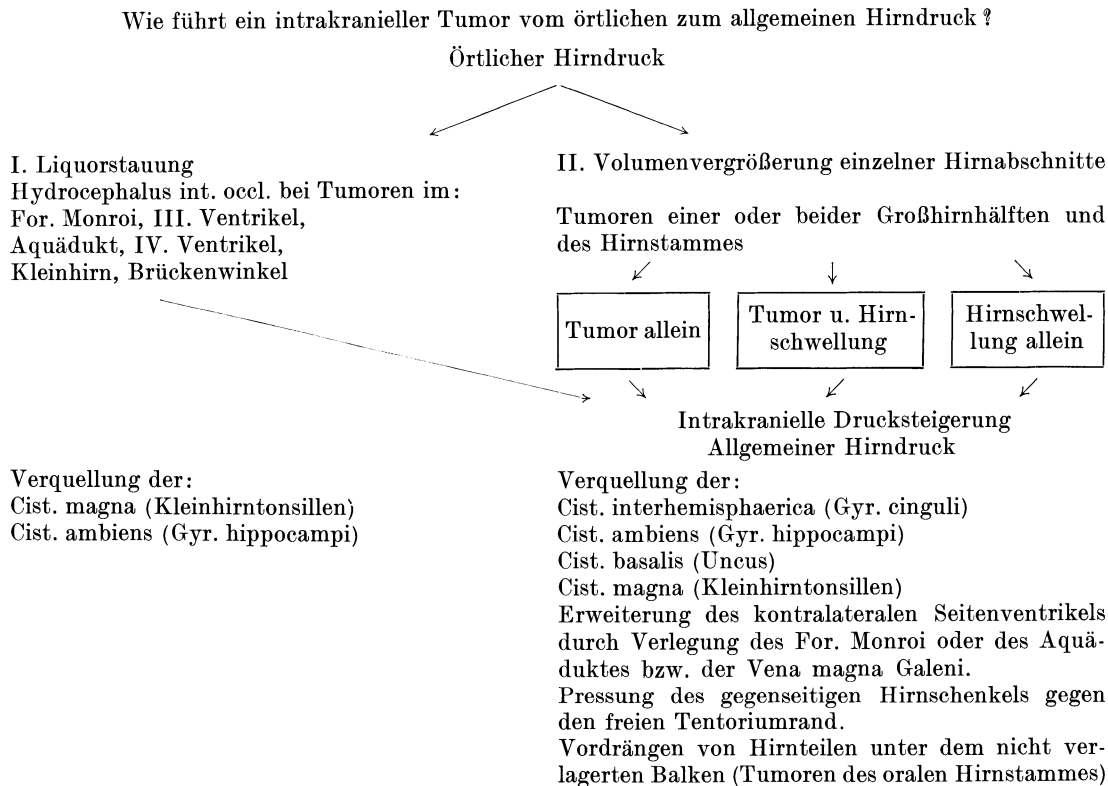 Wie führt ein intrakranieller Tumor vom örtlichen zum allgemeinen Hirndruck?
Örtlicher Hirndruck
I. Liquorstauung
Hydrocephalus int. occl. bei Tumoren im:
For. Monroi, III. Ventrikel,
Aquädukt, IV. Ventrikel,
Kleinhirn, Brückenwinkel
II. Volumenvergrößerung einzelner Hirnabschnitte
Tumoren einer oder beider Großhirnhälften und
des Hirnstammes
Tumor allein
Tumor u. Hirn-
schwellung
Hirnschwel-
lung allein
Intrakranielle Drucksteigerung
Allgemeiner Hirndruck
Verquellung der:
Cist. magna (Kleinhirntonsillen)
Cist. ambiens (Gyr. hippocampi)
Verquellung der:
Cist. interhemisphaerica (Gyr. cinguli)
Cist. ambiens (Gyr. hippocampi)
Cist. basalis (Uncus)
Cist. magna (Kleinhirntonsillen)
Erweiterung des kontralateralen Seitenventrikels
durch Verlegung des For. Monroi oder des Aquä-
duktes bzw. der Vena magna Galeni.
Pressung des gegenseitigen Hirnschenkels gegen
den freien Tentoriumrand.
Vordrängen von Hirnteilen unter dem nicht ver-
lagerten Balken (Tumoren des oralen Hirnstammes)